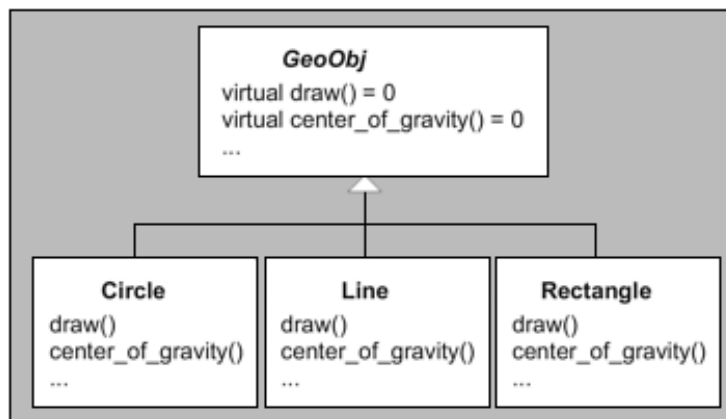 GeoObj
virtual draw() = 0
virtual center_of_gravity() = 0
...
Circle
draw()
center_of_gravity()
...
Line
draw()
center_of_gravity()
...
Rectangle
draw()
center_of_gravity()
...